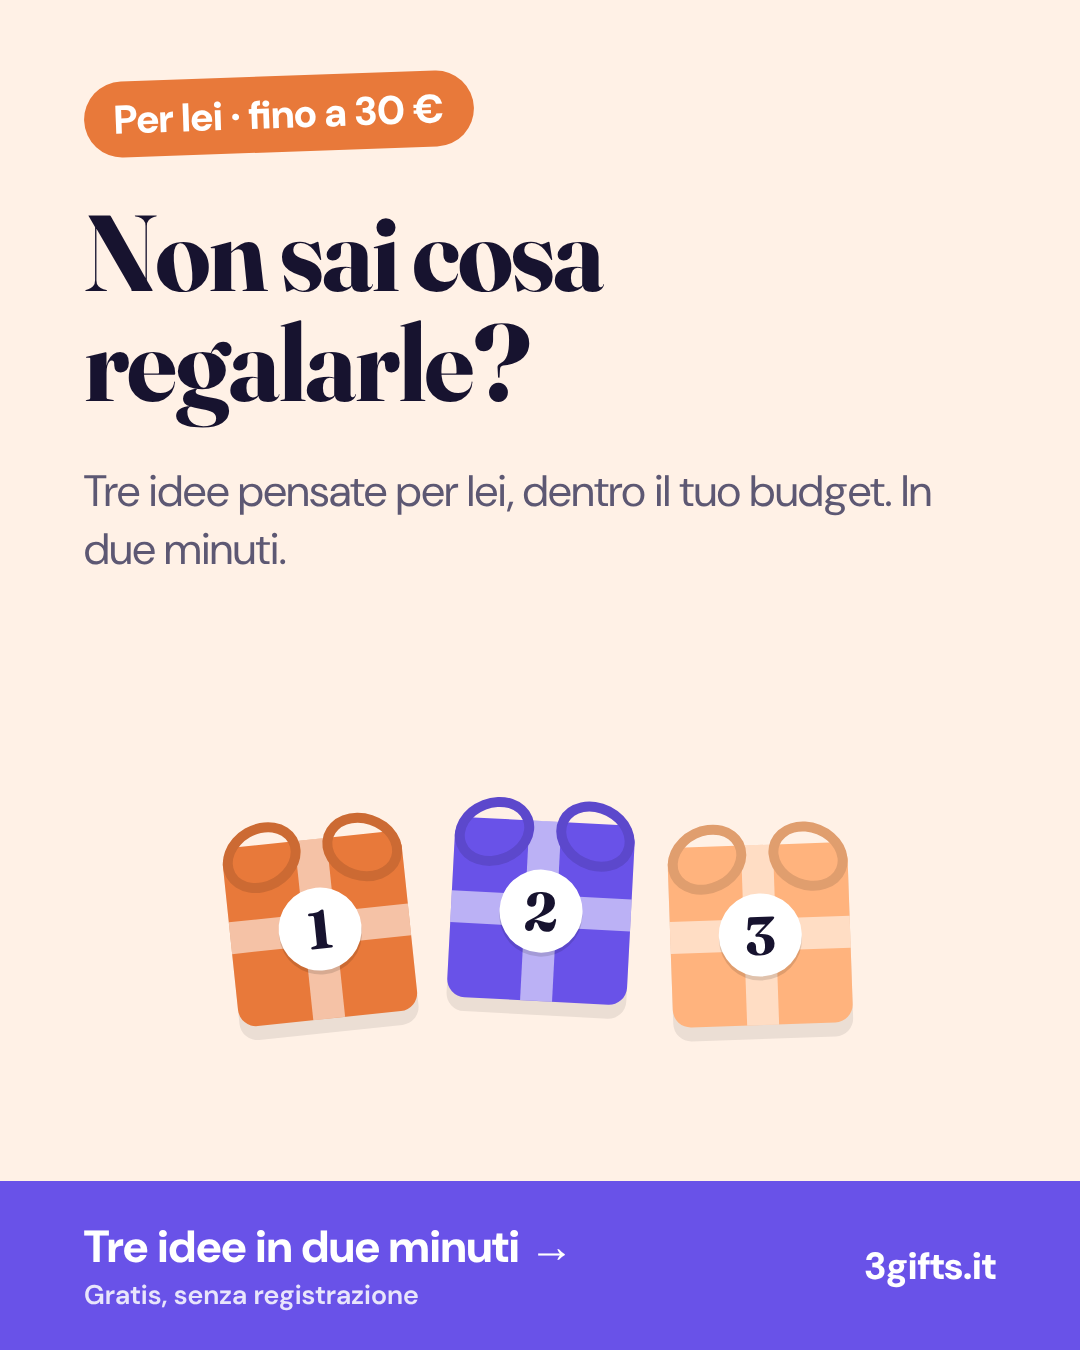 Per lei · fino a 30 €
Non sai cosa
regalarle?
Tre idee pensate per lei, dentro il tuo budget. In
due minuti.
1
2
3
Tre idee in due minuti →
Gratis, senza registrazione
3gifts.it